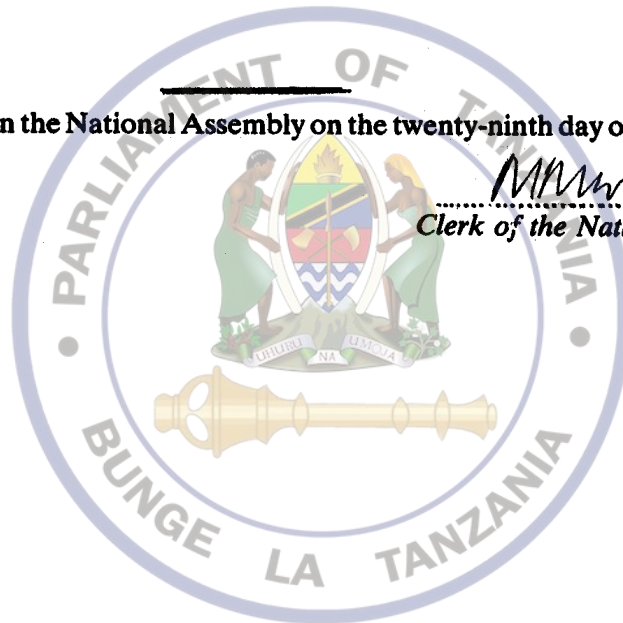 PARLIAMENT OF TANZANIA
n the National Assembly on the twenty-ninth day o
Clerk of the Nat
UHURU NA UMOJA
BUNGE LA TANZANIA